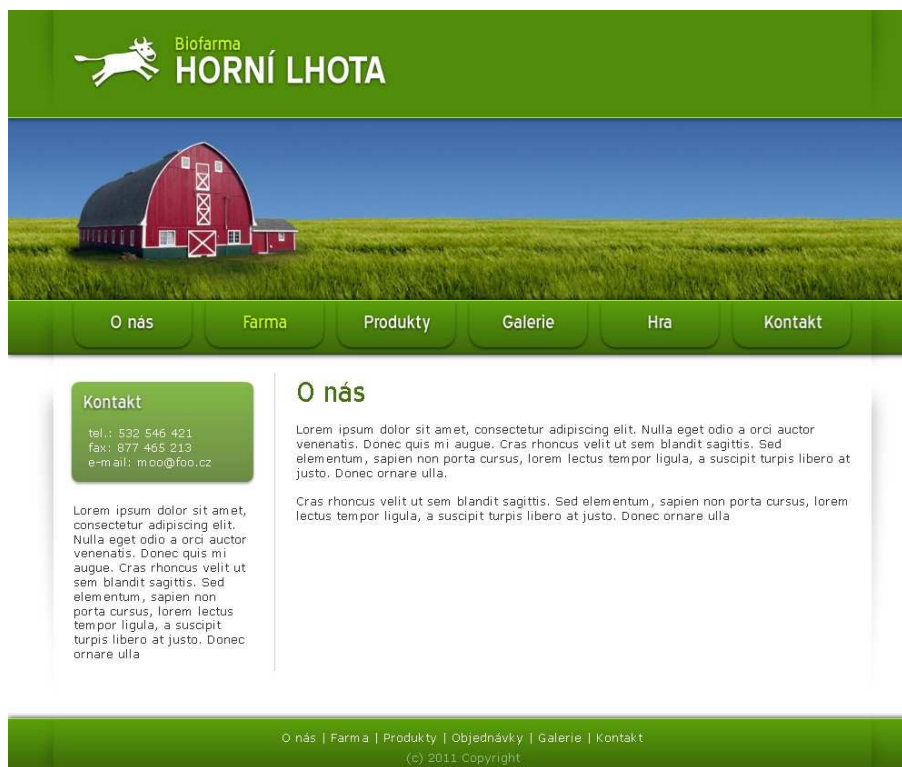 Biofarma
HORNÍ LHOTA
O nás Farma Produkty Galerie Hra Kontakt
Kontakt
tel.: 532 546 421
fax: 877 465 213
e-mail: moo@foo.cz
Lorem ipsum dolor sit amet,
consectetur adipiscing elit.
Nulla eget odio a orci auctor
venenatis. Donec quis mi
augue. Cras rhoncus velit ut
sem blandit sagittis. Sed
elementum, sapien non
porta cursus, lorem lectus
tempor ligula, a suscipit
turpis libero at justo. Donec
ornare ulla
O nás
Lorem ipsum dolor sit amet, consectetur adipiscing elit. Nulla eget odio a orci auctor
venenatis. Donec quis mi augue. Cras rhoncus velit ut sem blandit sagittis. Sed
elementum, sapien non porta cursus, lorem lectus tempor ligula, a suscipit turpis libero at
justo. Donec ornare ulla.
Cras rhoncus velit ut sem blandit sagittis. Sed elementum, sapien non porta cursus, lorem
lectus tempor ligula, a suscipit turpis libero at justo. Donec ornare ulla
O nás | Farma | Produkty | Objednávky | Galerie | Kontakt
(c) 2011 Copyright